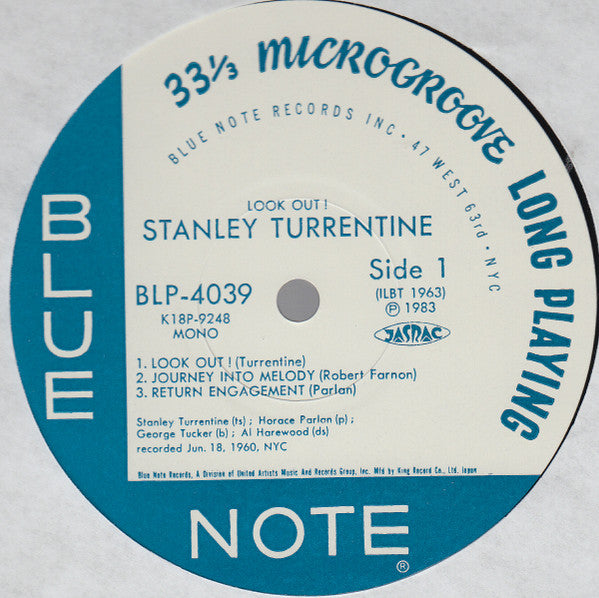 33⅓ MICROGROOVE LONG PLAYING
BLUE NOTE RECORDS INC • 47 WEST 63rd • NYC
LOOK OUT!
STANLEY TURRENTINE
BLP-4039
K18P-9248
MONO
Side 1
(ILBT 1963)
Ⓟ 1983
JASRAC
1. LOOK OUT! (Turrentine)
2. JOURNEY INTO MELODY (Robert Farnon)
3. RETURN ENGAGEMENT (Parlan)
Stanley Turrentine (ts) ; Horace Parlan (p) ;
George Tucker (b) ; Al Harewood (ds)
recorded Jun. 18, 1960, NYC
Blue Note Records, A Division of United Artists Music And Records Group, Inc. Mfd by King Record Co., Ltd. Japan
BLUE
NOTE®